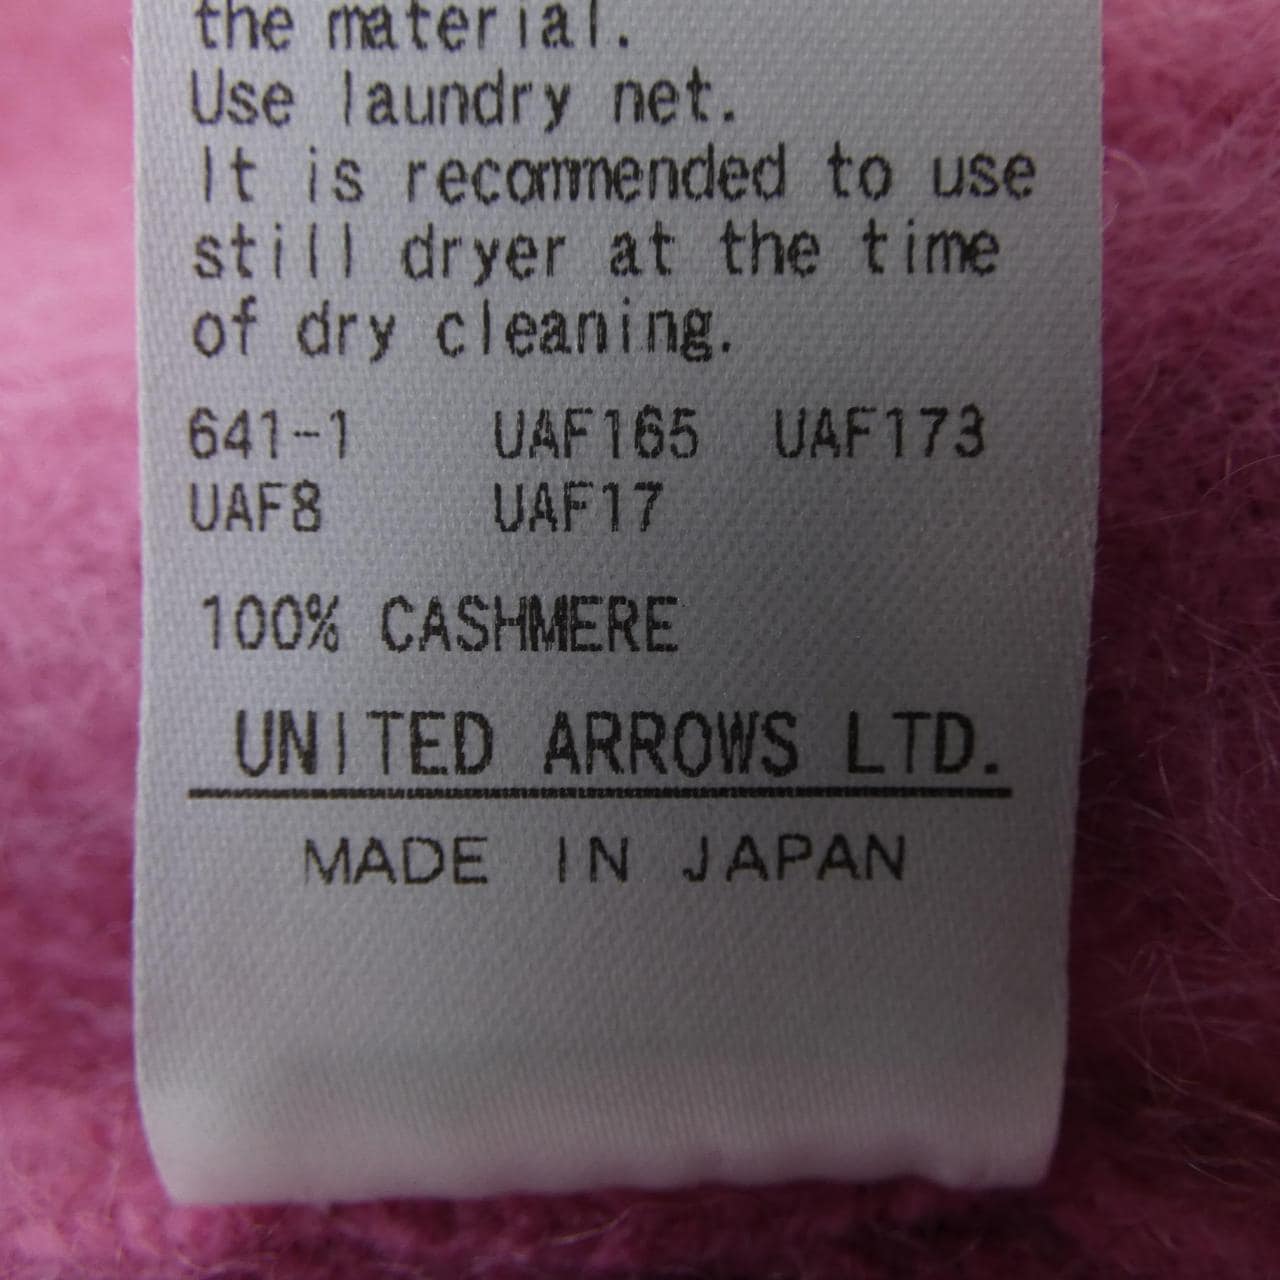 the material.
Use laundry net.
It is recommended to use
still dryer at the time
of dry cleaning.
641-1 UAF165 UAF173
UAF8 UAF17
100% CASHMERE
UNITED ARROWS LTD.
MADE IN JAPAN